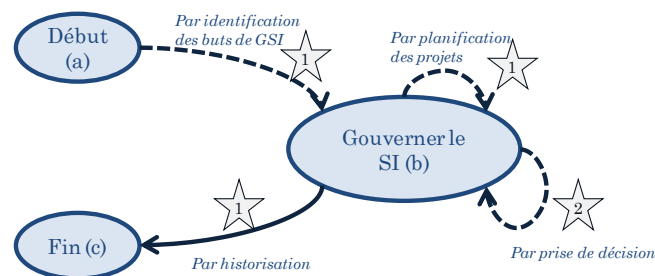 Par identification
des buts de GSI
Début
(a)
1
Par planification
des projets
1
Gouverner le
SI (b)
1
2
Fin (c)
Par historisation
Par prise de décision